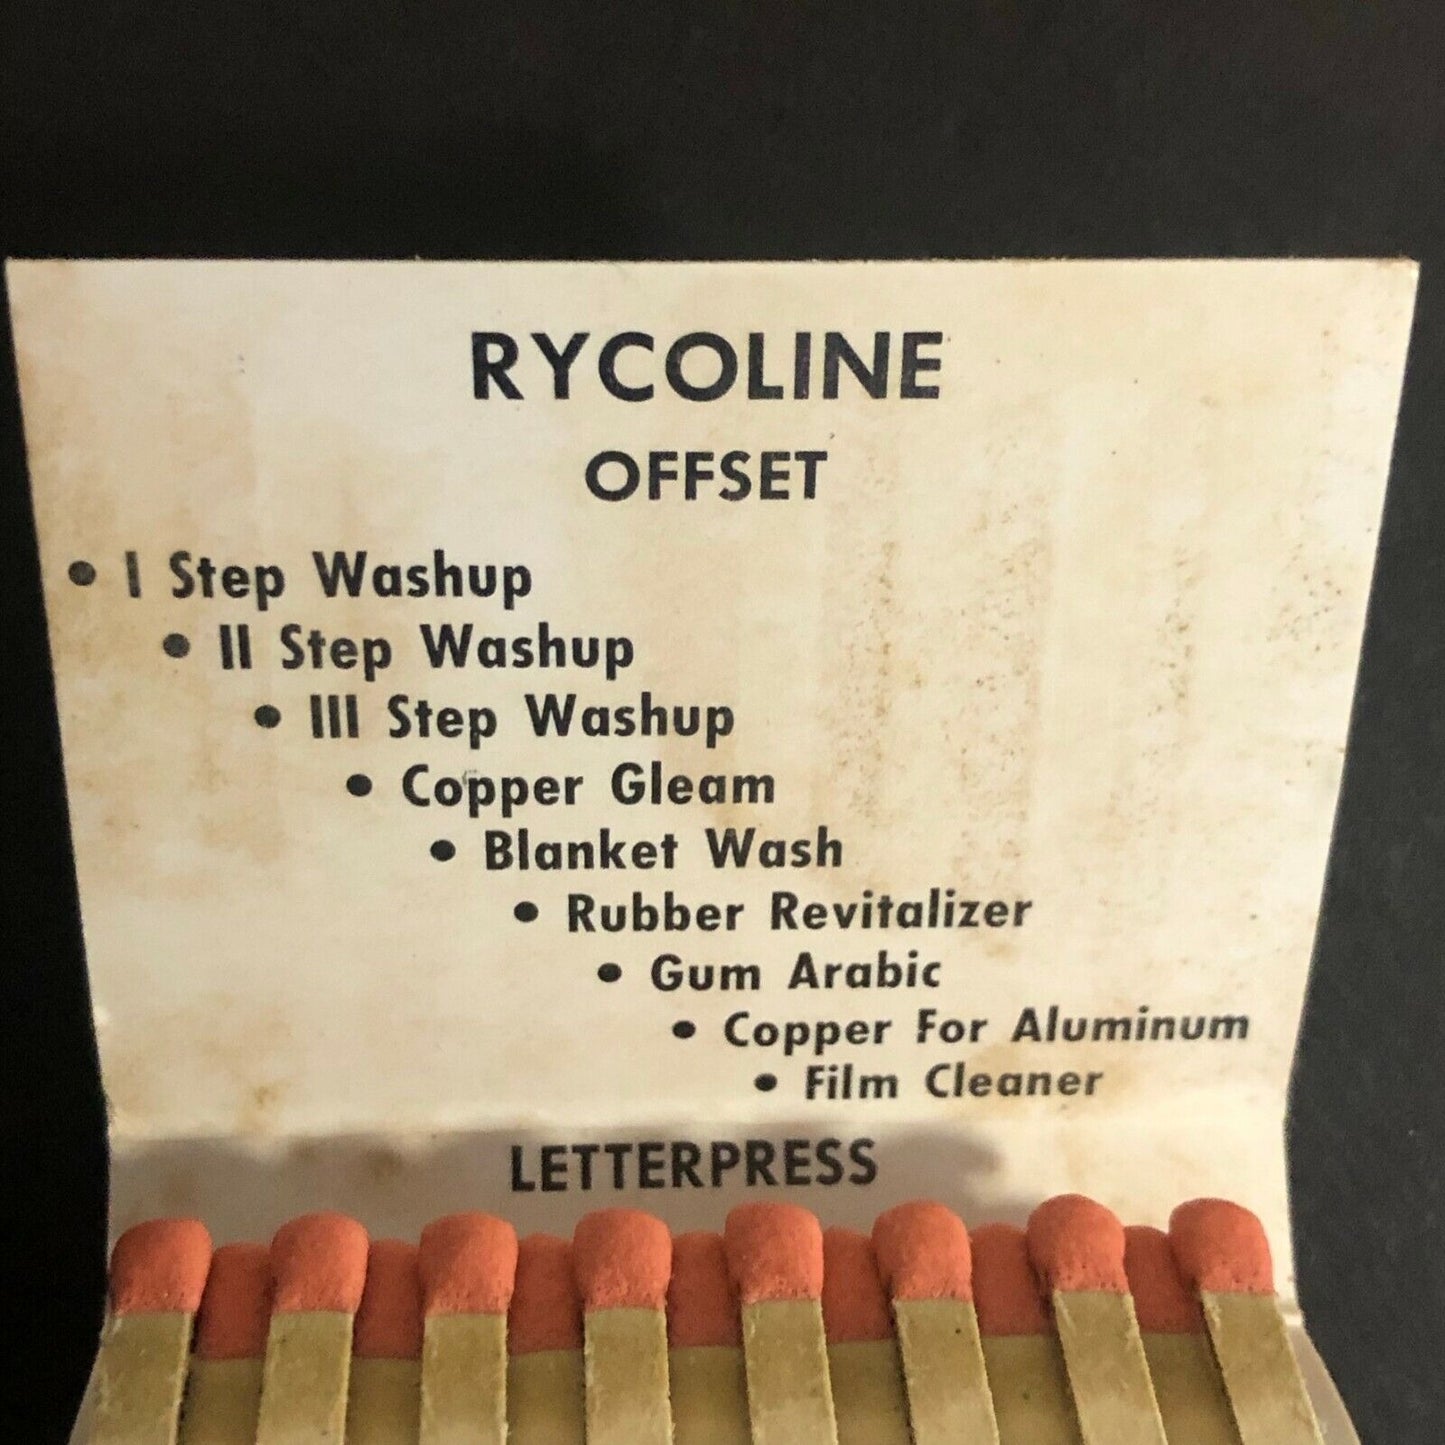 RYCOLINE
OFFSET
• I Step Washup
• II Step Washup
• III Step Washup
• Copper Gleam
• Blanket Wash
• Rubber Revitalizer
• Gum Arabic
• Copper For Aluminum
• Film Cleaner
LETTERPRESS